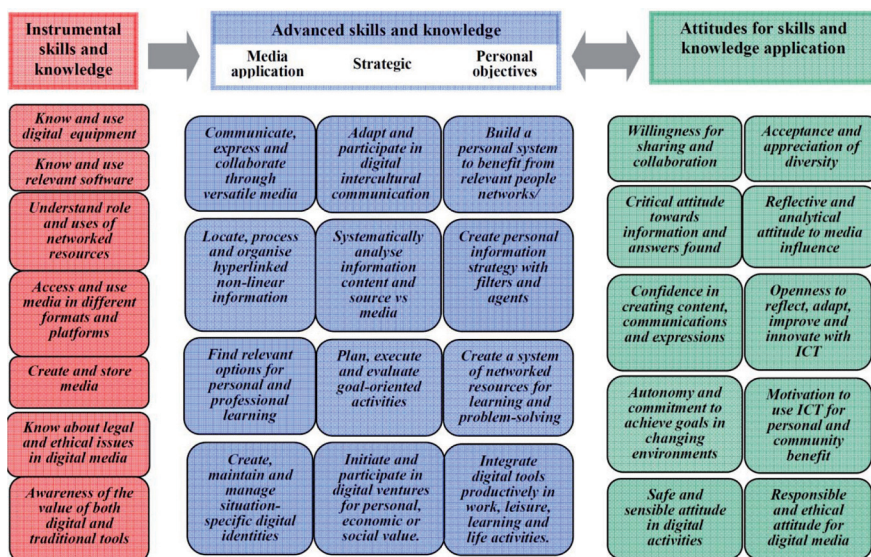 Instrumental
skills and
knowledge
Advanced skills and knowledge
Media
application
Strategic
Personal
objectives
Attitudes for skills and
knowledge application
Know and use
digital equipment
Know and use
relevant software
Understand role
and uses of
networked
resources
Access and use
media in different
formats and
platforms
Create and store
media
Know about legal
and ethical issues
in digital media
Awareness of the
value of both
digital and
traditional tools
Communicate,
express and
collaborate
through
versatile media
Adapt and
participate in
digital
intercultural
communication
Build a
personal system
to benefit from
relevant people
networks/
Locate, process
and organise
hyperlinked
non-linear
information
Systematically
analyse
information
content and
source vs
media
Create personal
information
strategy with
filters and
agents
Find relevant
options for
personal and
professional
learning
Plan, execute
and evaluate
goal-oriented
activities
Create a system
of networked
resources for
learning and
problem-solving
Create,
maintain and
manage
situation-
specific digital
identities
Initiate and
participate in
digital ventures
for personal,
economic or
social value.
Integrate
digital tools
productively in
work, leisure,
learning and
life activities.
Willingness for
sharing and
collaboration
Acceptance and
appreciation of
diversity
Critical attitude
towards
information and
answers found
Reflective and
analytical
attitude to media
influence
Confidence in
creating content,
communications
and expressions
Openness to
reflect, adapt,
improve and
innovate with
ICT
Autonomy and
commitment to
achieve goals in
changing
environments
Motivation to
use ICT for
personal and
community
benefit
Safe and
sensible attitude
in digital
activities
Responsible
and ethical
attitude for
digital media